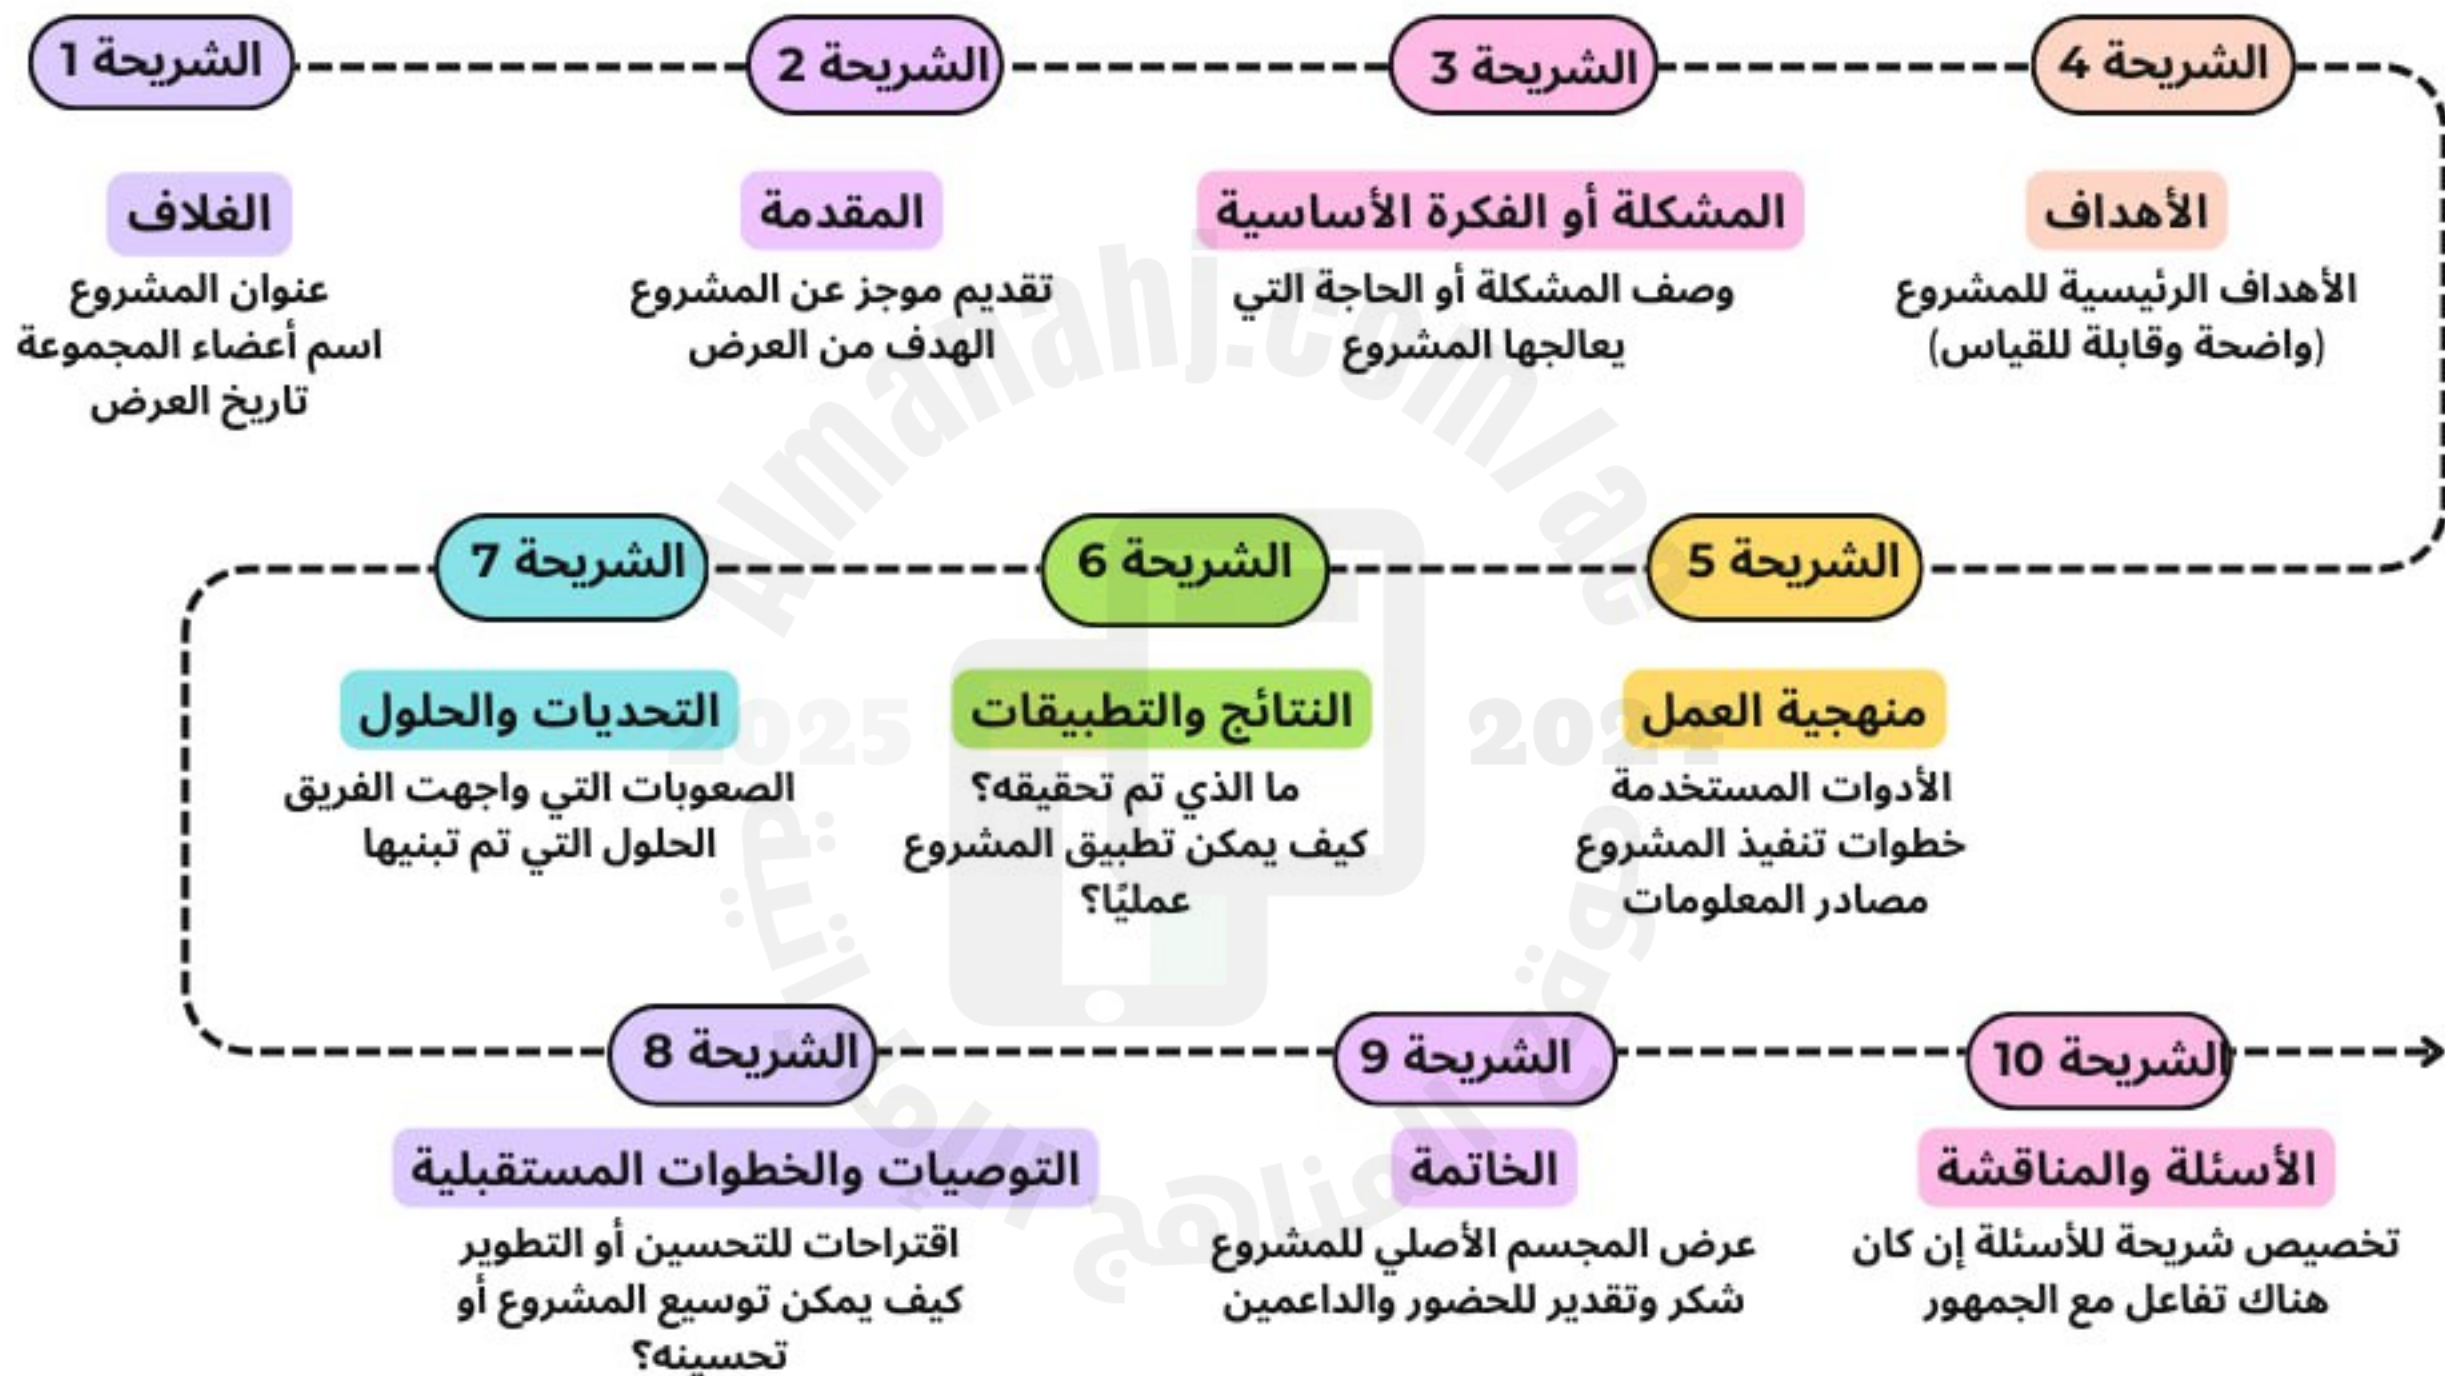 الشريحة 1
الغلاف
عنوان المشروع
اسم أعضاء المجموعة
تاريخ العرض
الشريحة 2
المقدمة
تقديم موجز عن المشروع
الهدف من العرض
الشريحة 3
المشكلة أو الفكرة الأساسية
وصف المشكلة أو الحاجة التي
يعالجها المشروع
الشريحة 4
الأهداف
الأهداف الرئيسية للمشروع
(واضحة وقابلة للقياس)
الشريحة 5
منهجية العمل
الأدوات المستخدمة
خطوات تنفيذ المشروع
مصادر المعلومات
الشريحة 6
النتائج والتطبيقات
ما الذي تم تحقيقه؟
كيف يمكن تطبيق المشروع
عمليًا؟
الشريحة 7
التحديات والحلول
الصعوبات التي واجهت الفريق
الحلول التي تم تبنيها
الشريحة 8
التوصيات والخطوات المستقبلية
اقتراحات للتحسين أو التطوير
كيف يمكن توسيع المشروع أو
تحسينه؟
الشريحة 9
الخاتمة
عرض المجسم الأصلي للمشروع
شكر وتقدير للحضور والداعمين
الشريحة 10
الأسئلة والمناقشة
تخصيص شريحة للأسئلة إن كان
هناك تفاعل مع الجمهور
Almanahj.com/ae
2025
2024